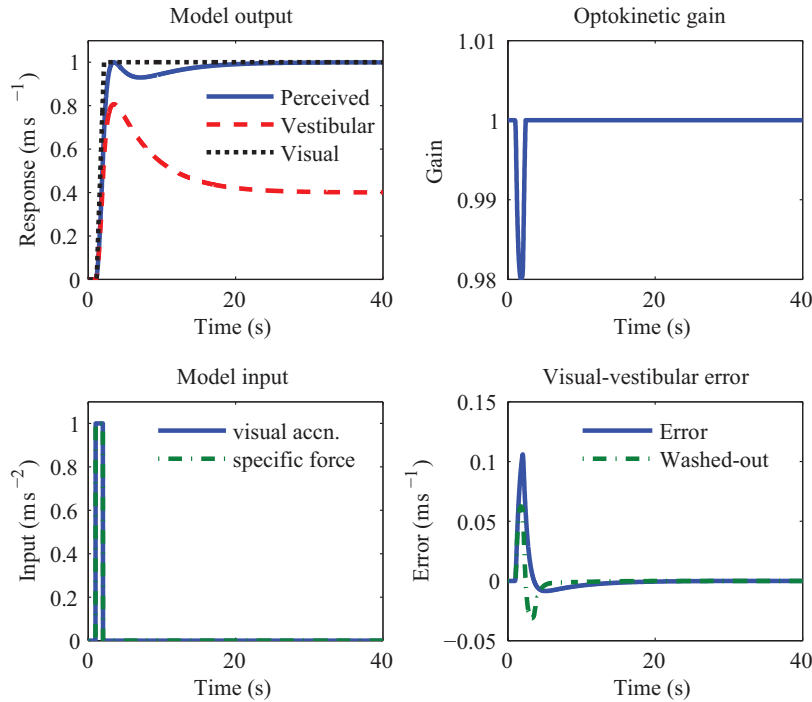 Model output
Response (m s −1)
1
0.8
0.6
0.4
0.2
0
Perceived
Vestibular
Visual
0 20 40
Time (s)
Optokinetic gain
Gain
1.01
1
0.99
0.98
0 20 40
Time (s)
Model input
Input (m s−2)
1
0.8
0.6
0.4
0.2
0
visual accn.
specific force
0 20 40
Time (s)
Visual-vestibular error
Error (ms −1)
0.15
0.1
0.05
0
−0.05
Error
Washed-out
0 20 40
Time (s)